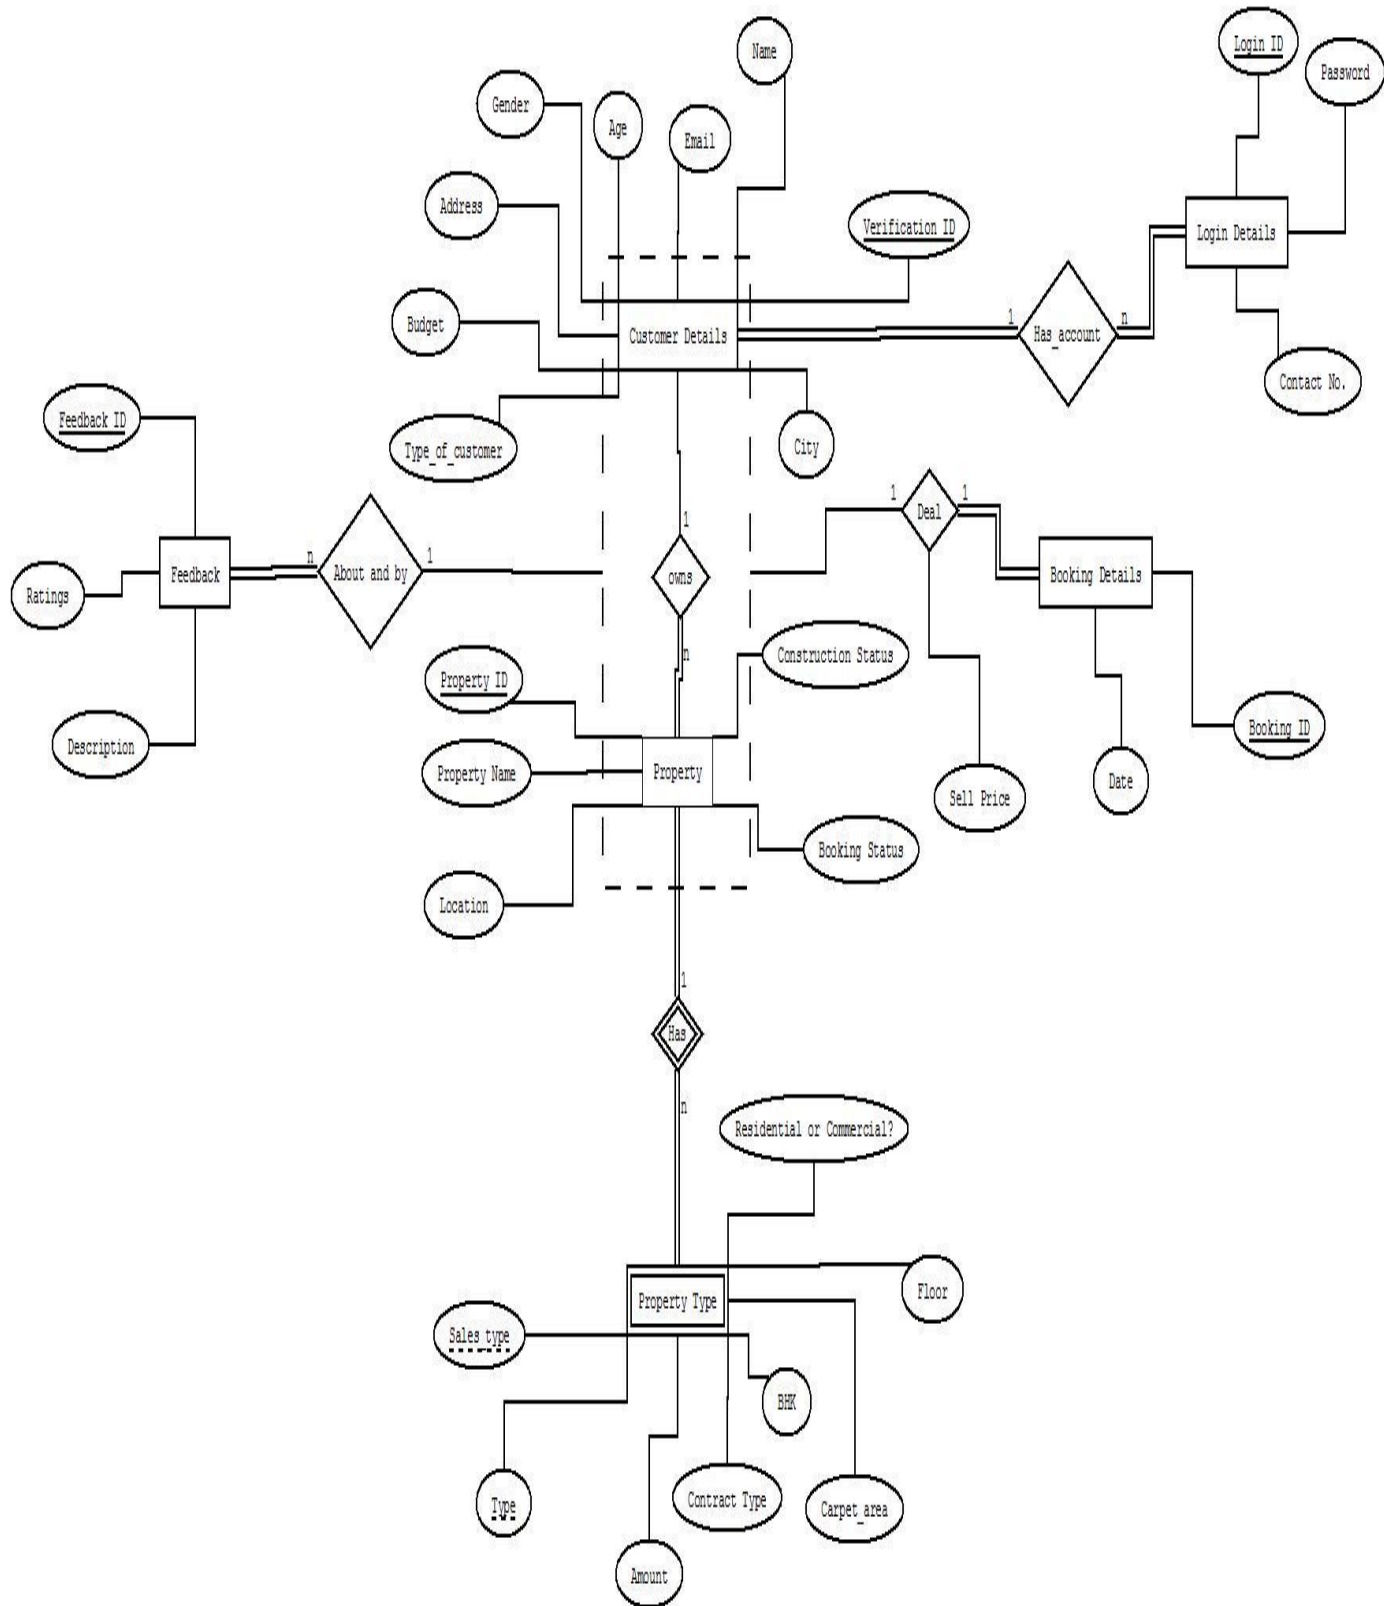 Login ID
Name
Password
Gender
Age
Email
Address
Verification ID
Login Details
Budget
Customer Details
1
Has_account
n
Contact No.
Feedback ID
Type_of_customer
City
1
Deal
1
1
n
About and by
1
owns
Feedback
Booking Details
Ratings
n
Construction Status
Property ID
Booking ID
Description
Property Name
Property
Date
Sell Price
Booking Status
Location
1
Has
n
Residential or Commercial?
Floor
Property Type
Sales_type
BHK
Type
Contract Type
Carpet_area
Amount